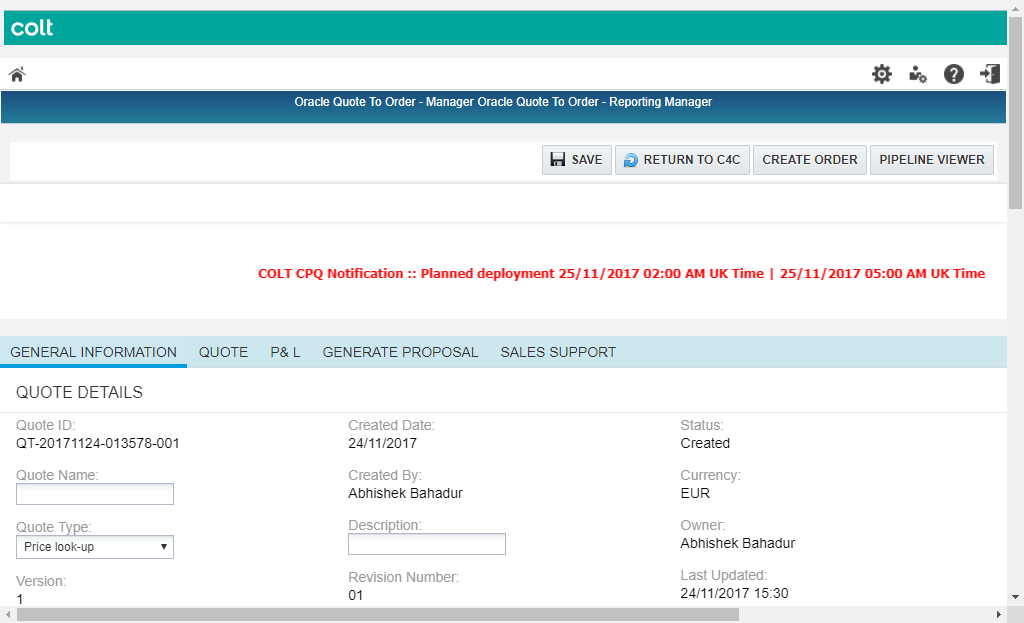 colt
Oracle Quote To Order - Manager Oracle Quote To Order - Reporting Manager
SAVE RETURN TO C4C CREATE ORDER PIPELINE VIEWER
COLT CPQ Notification :: Planned deployment 25/11/2017 02:00 AM UK Time | 25/11/2017 05:00 AM UK Time
GENERAL INFORMATION QUOTE P& L GENERATE PROPOSAL SALES SUPPORT
QUOTE DETAILS
Quote ID: Created Date: Status:
QT-20171124-013578-001 24/11/2017 Created
Quote Name: Created By: Currency:
Abhishek Bahadur EUR
Quote Type: Description: Owner:
Price look-up Abhishek Bahadur
Version: Revision Number: Last Updated:
1 01 24/11/2017 15:30